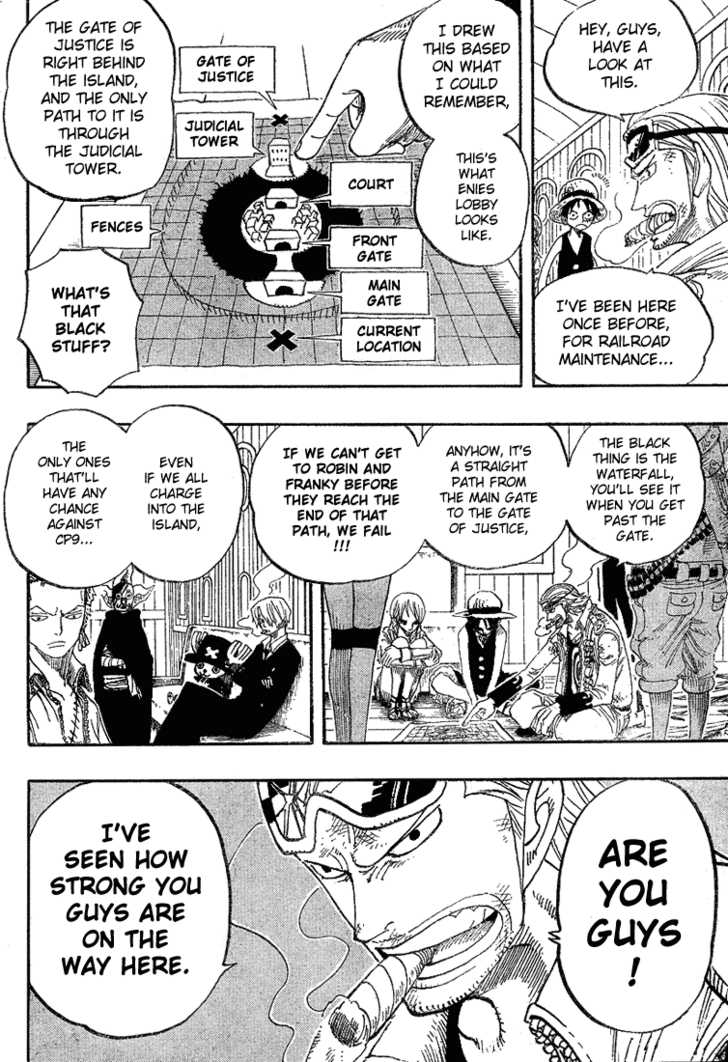 HEY, GUYS,
HAVE A
LOOK AT
THIS.
I'VE BEEN HERE
ONCE BEFORE,
FOR RAILROAD
MAINTENANCE...
I DREW
THIS BASED
ON WHAT
I COULD
REMEMBER,
THIS'S
WHAT
ENIES
LOBBY
LOOKS
LIKE.
GATE OF
JUSTICE
JUDICIAL
TOWER
COURT
FENCES
FRONT
GATE
MAIN
GATE
CURRENT
LOCATION
THE GATE OF
JUSTICE IS
RIGHT BEHIND
THE ISLAND,
AND THE ONLY
PATH TO IT IS
THROUGH
THE JUDICIAL
TOWER.
WHAT'S
THAT
BLACK
STUFF?
THE BLACK
THING IS THE
WATERFALL,
YOU'LL SEE IT
WHEN YOU GET
PAST THE
GATE.
ANYHOW, IT'S
A STRAIGHT
PATH FROM
THE MAIN GATE
TO THE
GATE OF
JUSTICE,
IF WE CAN'T GET
TO ROBIN AND
FRANKY BEFORE
THEY REACH THE
END OF THAT
PATH, WE FAIL
!!!
EVEN
IF WE ALL
CHARGE
INTO THE
ISLAND,
THE
ONLY ONES
THAT'LL
HAVE ANY
CHANCE
AGAINST
CP9...
ARE
YOU
GUYS
!
I'VE
SEEN HOW
STRONG YOU
GUYS ARE
ON THE
WAY HERE.